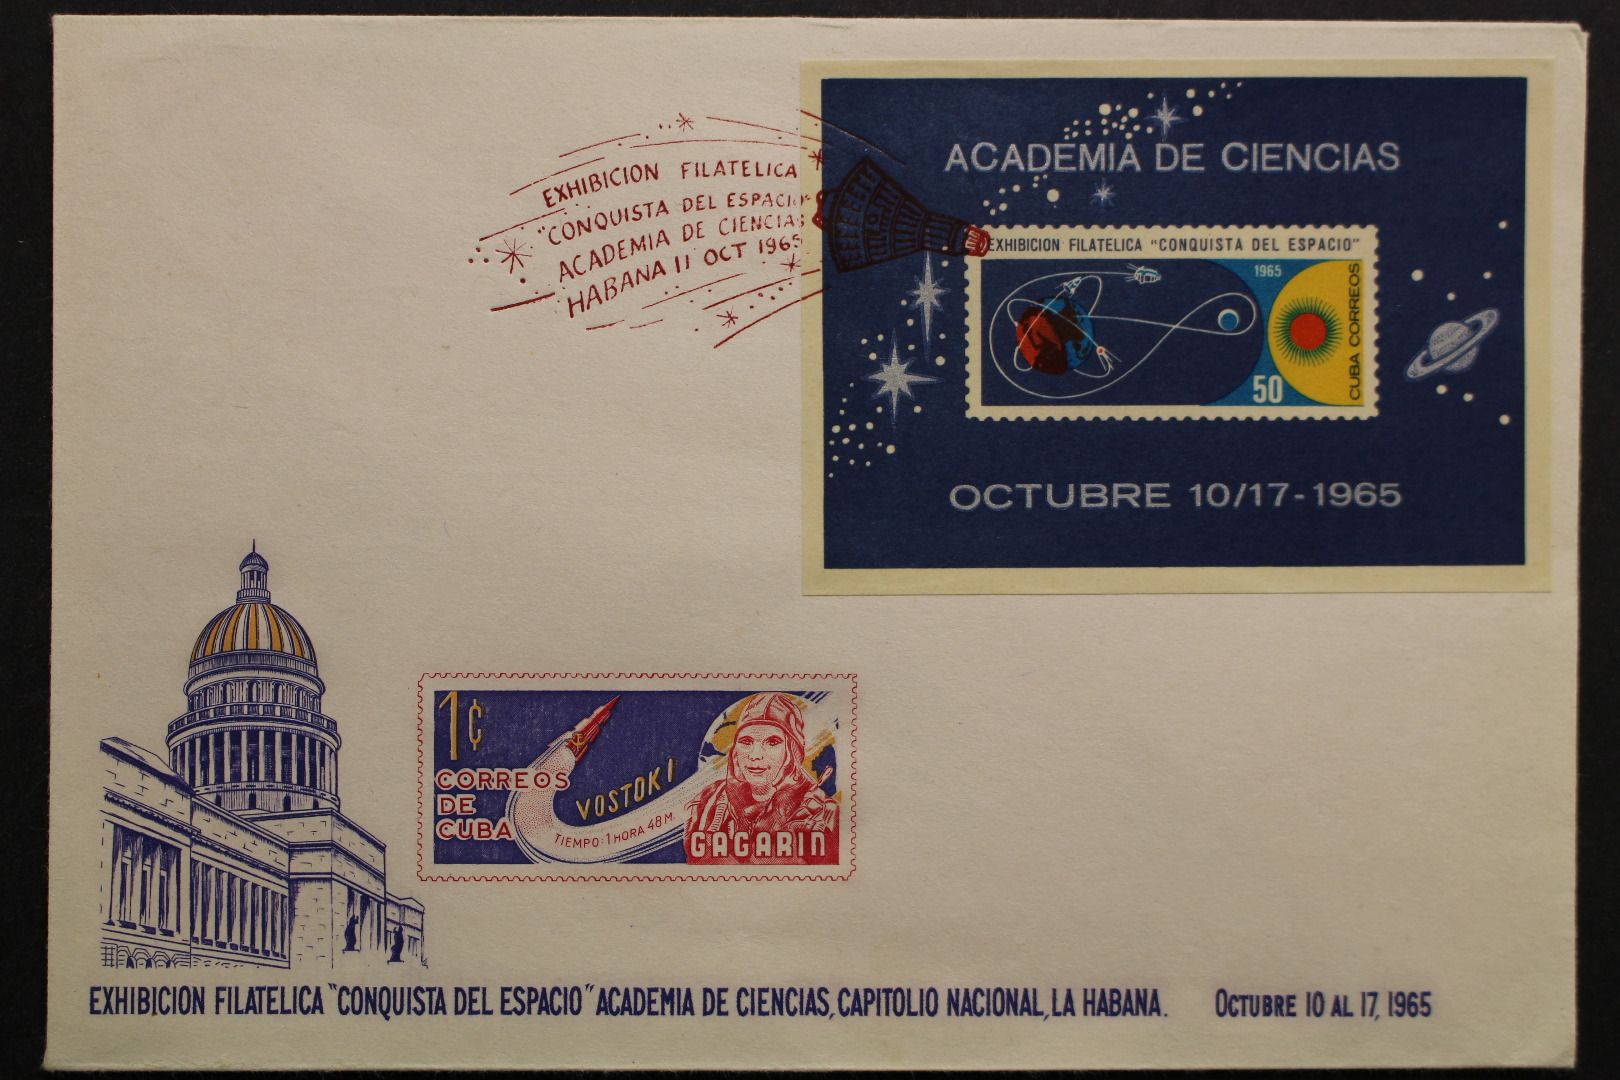 EXHIBICION FILATELICA
"CONQUISTA DEL ESPACIO"
ACADEMIA DE CIENCIAS
HABANA 11 OCT 1965
ACADEMIA DE CIENCIAS
EXHIBICION FILATELICA "CONQUISTA DEL ESPACIO"
1965
50
CUBA CORREOS
OCTUBRE 10/17-1965
1¢
CORREOS
DE
CUBA
VOSTOK I
TIEMPO: 1 HORA 48 M.
GAGARIN
EXHIBICION FILATELICA "CONQUISTA DEL ESPACIO" ACADEMIA DE CIENCIAS, CAPITOLIO NACIONAL, LA HABANA. OCTUBRE 10 AL 17, 1965